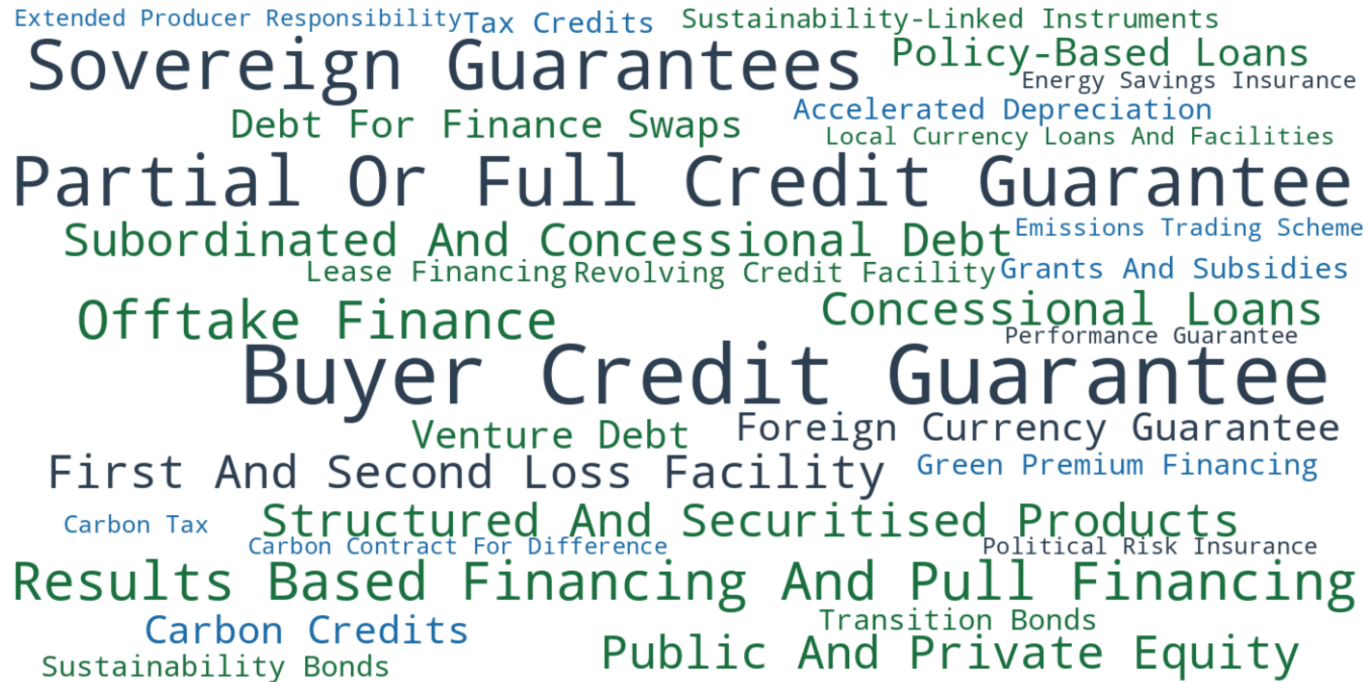 Extended Producer Responsibility
Tax Credits
Sustainability-Linked Instruments
Sovereign Guarantees
Policy-Based Loans
Energy Savings Insurance
Debt For Finance Swaps
Accelerated Depreciation
Local Currency Loans And Facilities
Partial Or Full Credit Guarantee
Subordinated And Concessional Debt
Emissions Trading Scheme
Lease Financing
Revolving Credit Facility
Grants And Subsidies
Offtake Finance
Concessional Loans
Performance Guarantee
Buyer Credit Guarantee
Venture Debt
Foreign Currency Guarantee
First And Second Loss Facility
Green Premium Financing
Carbon Tax
Structured And Securitised Products
Carbon Contract For Difference
Political Risk Insurance
Results Based Financing And Pull Financing
Carbon Credits
Transition Bonds
Public And Private Equity
Sustainability Bonds